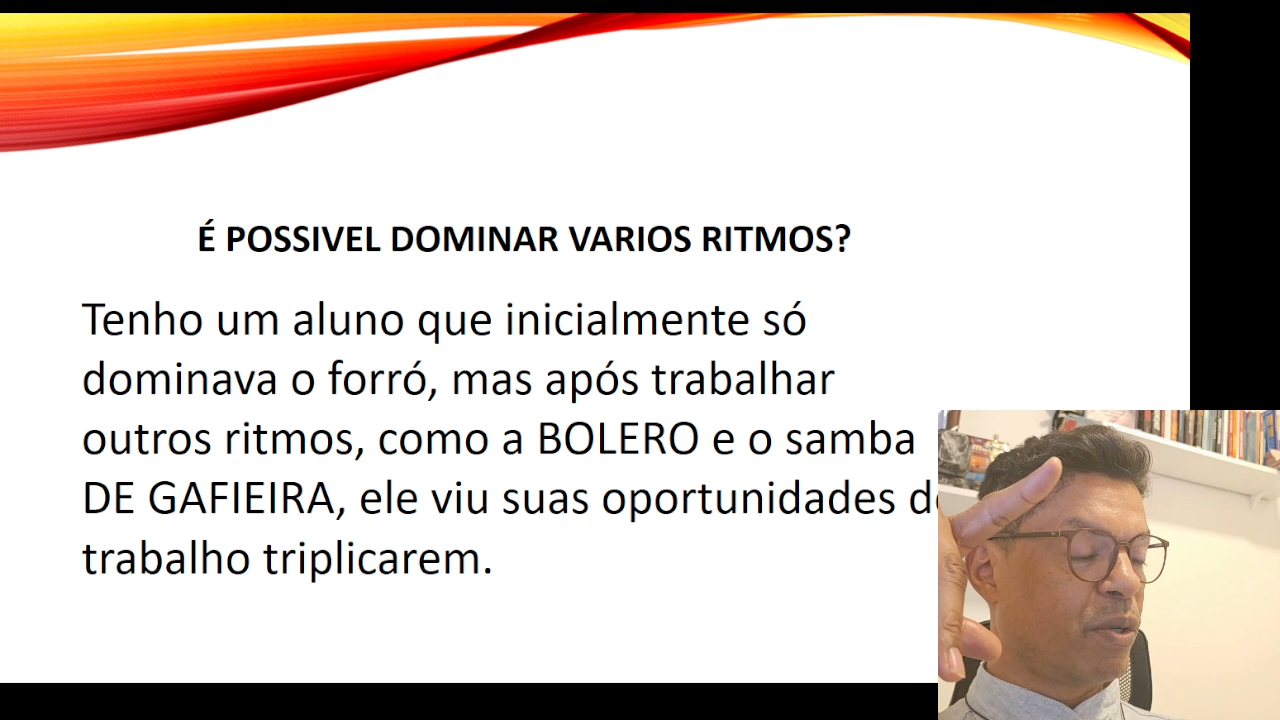 É POSSIVEL DOMINAR VARIOS RITMOS?
Tenho um aluno que inicialmente só
dominava o forró, mas após trabalhar
outros ritmos, como a BOLERO e o samba
DE GAFIEIRA, ele viu suas oportunidades
trabalho triplicarem.